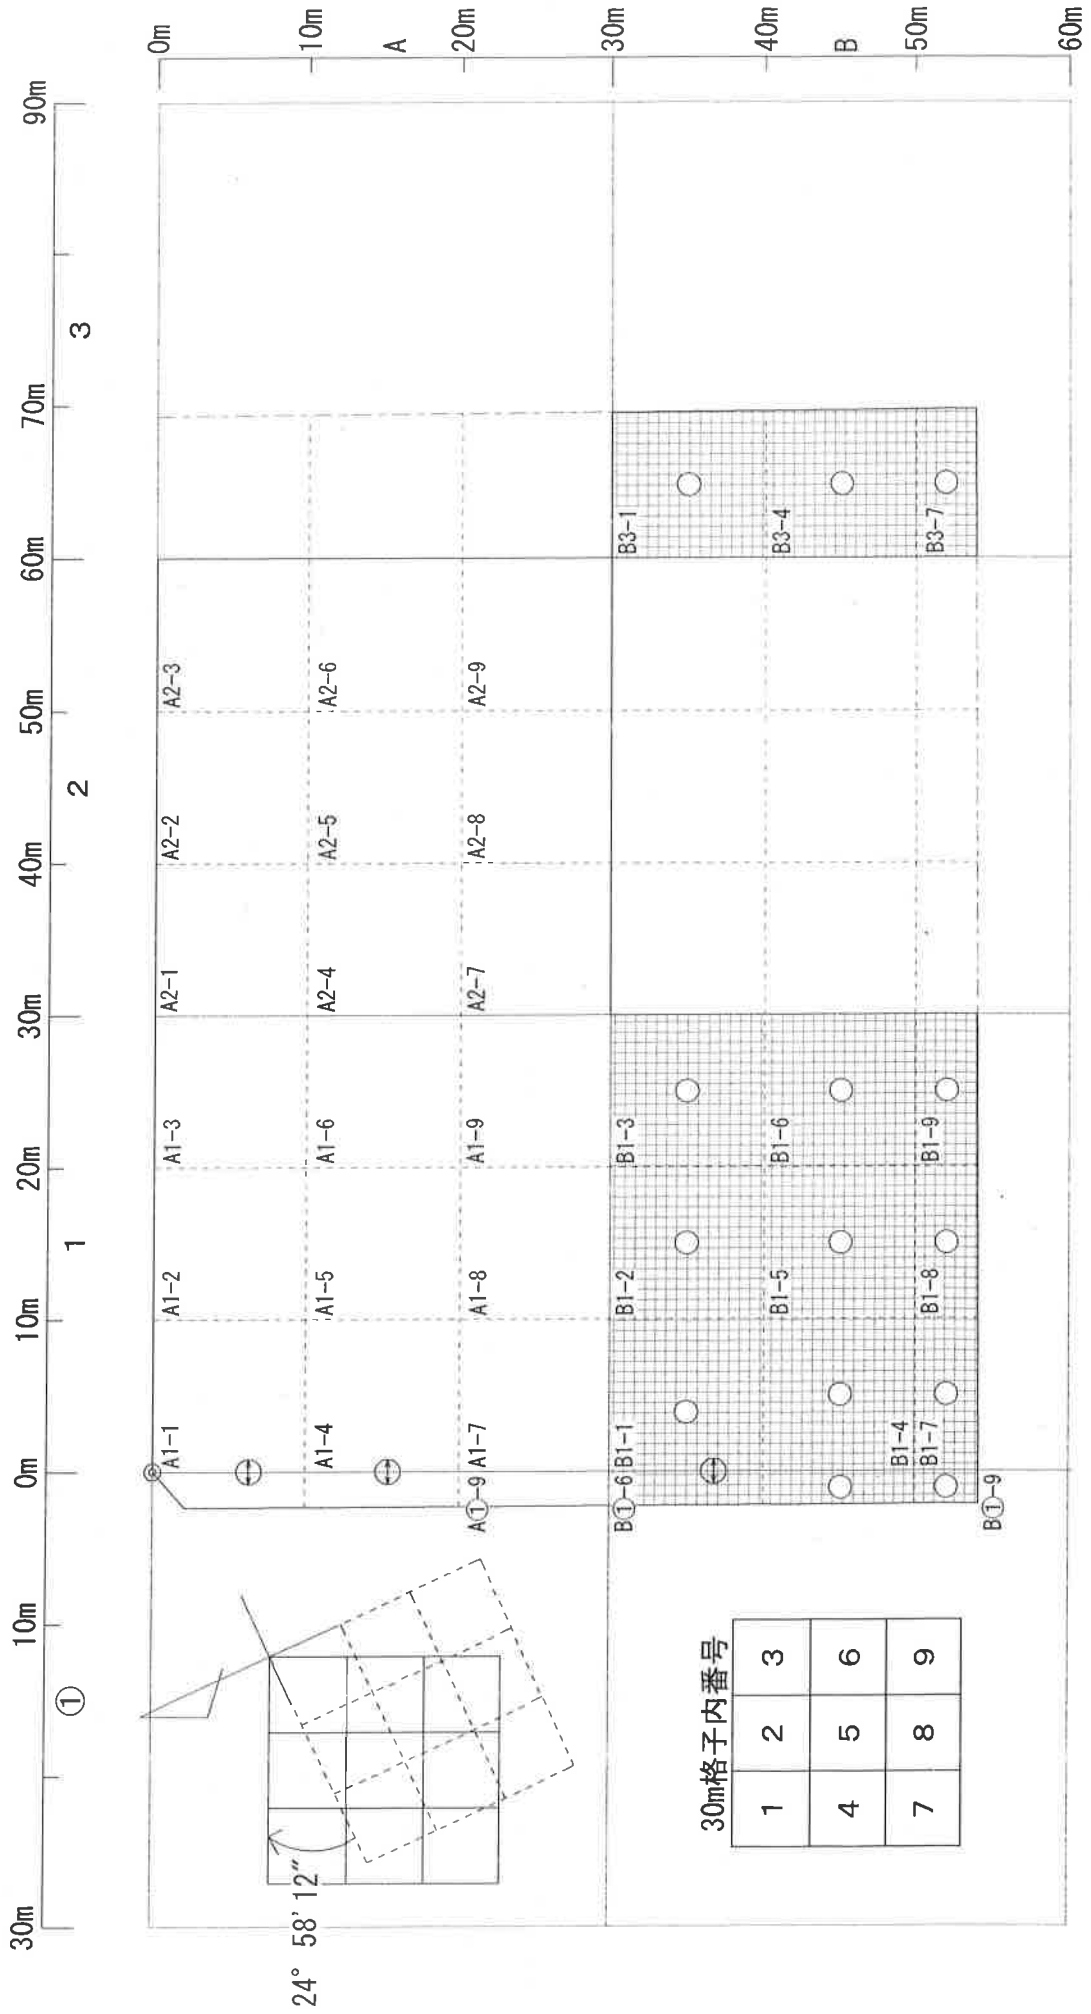 30m
10m
0m
10m
20m
30m
40m
50m
60m
70m
90m
①
1
2
3
0m
10m
A
20m
30m
40m
B
50m
60m
A1-1
A1-2
A1-3
A2-1
A2-2
A2-3
A1-4
A1-5
A1-6
A2-4
A2-5
A2-6
A①-9
A1-7
A1-8
A1-9
A2-7
A2-8
A2-9
B①-6
B1-1
B1-2
B1-3
B3-1
B1-5
B1-6
B3-4
B1-4
B1-7
B1-8
B1-9
B3-7
B①-9
24° 58' 12"
30m格子内番号
1 2 3
4 5 6
7 8 9